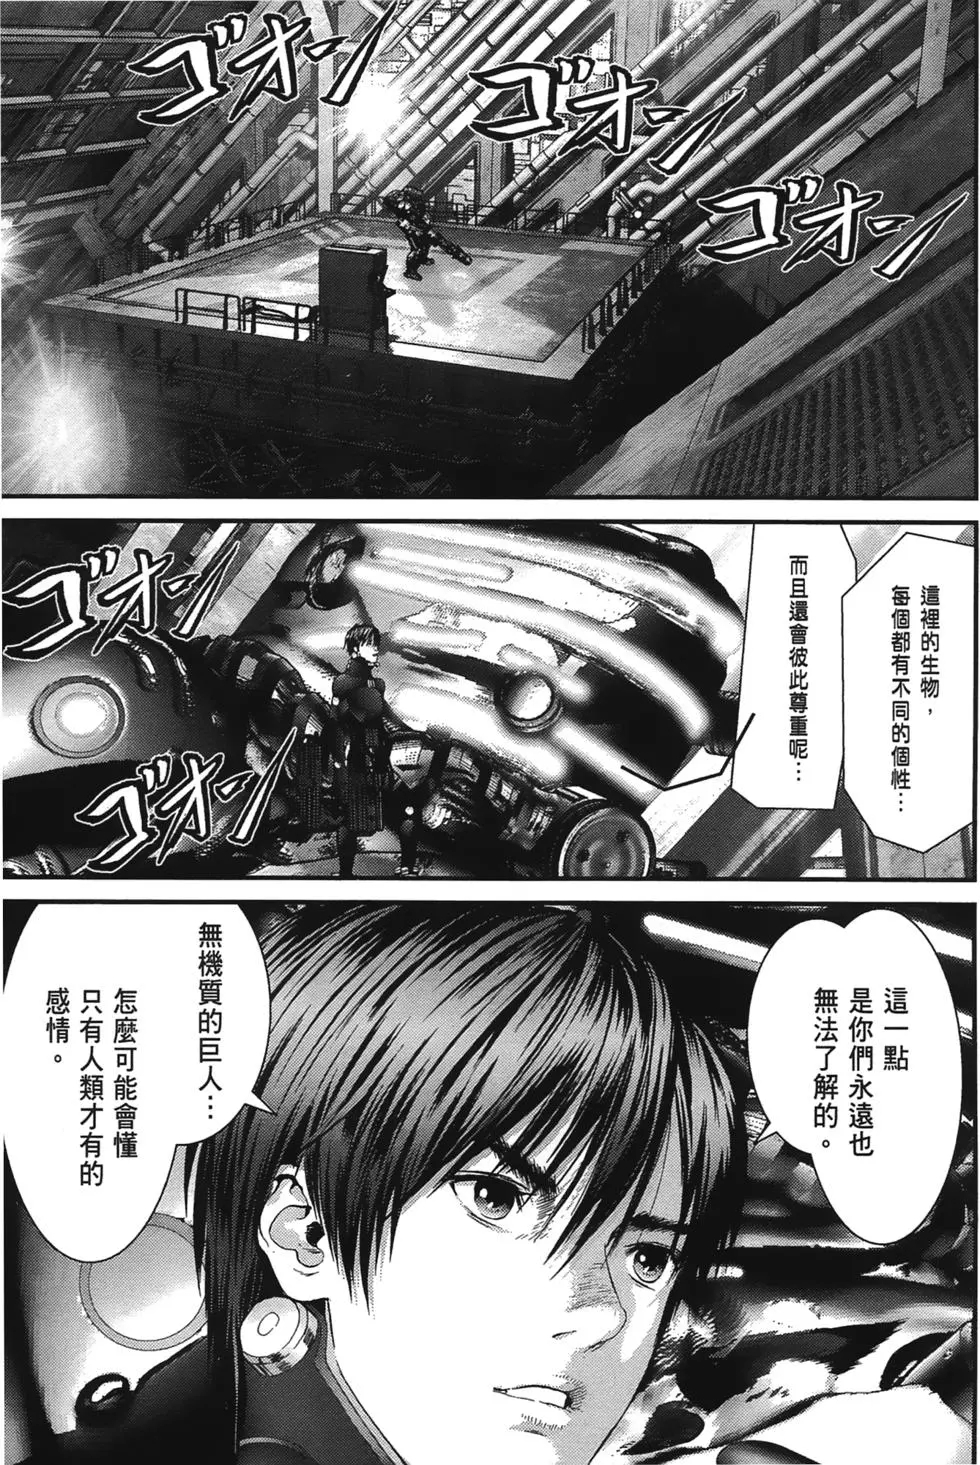 ゴオーン
ゴオーン
ゴオーン
這裡的生物，
每個都有不同的個性…
而且還會彼此尊重呢…
ゴオーン
ゴオーン
這一點
是你們永遠也
無法了解的。
無機質的巨人…
怎麼可能會懂
只有人類才有的
感情。